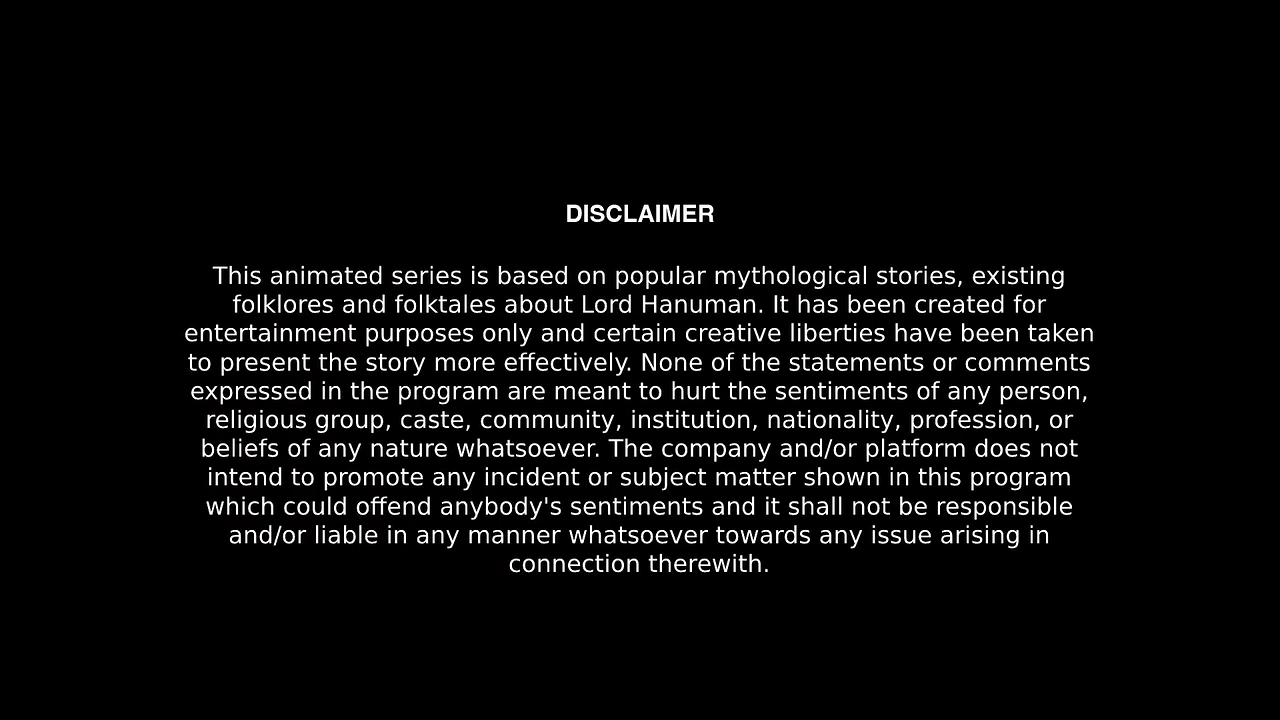 DISCLAIMER
This animated series is based on popular mythological stories, existing
folklores and folktales about Lord Hanuman. It has been created for
entertainment purposes only and certain creative liberties have been taken
to present the story more effectively. None of the statements or comments
expressed in the program are meant to hurt the sentiments of any person,
religious group, caste, community, institution, nationality, profession, or
beliefs of any nature whatsoever. The company and/or platform does not
intend to promote any incident or subject matter shown in this program
which could offend anybody's sentiments and it shall not be responsible
and/or liable in any manner whatsoever towards any issue arising in
connection therewith.